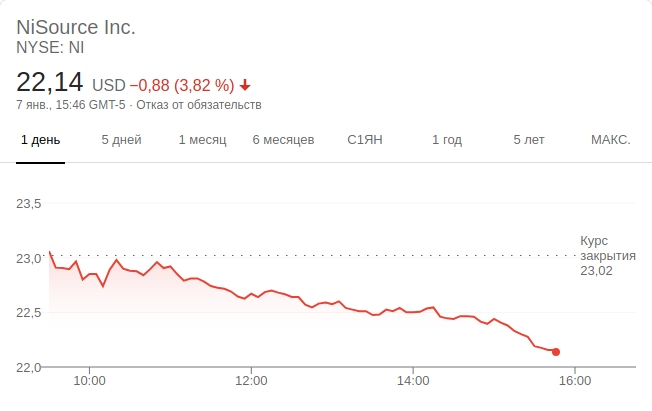 NiSource Inc.
NYSE: NI
22,14 USD −0,88 (3,82 %)
7 янв., 15:46 GMT-5 · Отказ от обязательств
1 день 5 дней 1 месяц 6 месяцев С1ЯН 1 год 5 лет МАКС.
23,5
Курс
23,0 закрытия
23,02
22,5
22,0
10:00 12:00 14:00 16:00